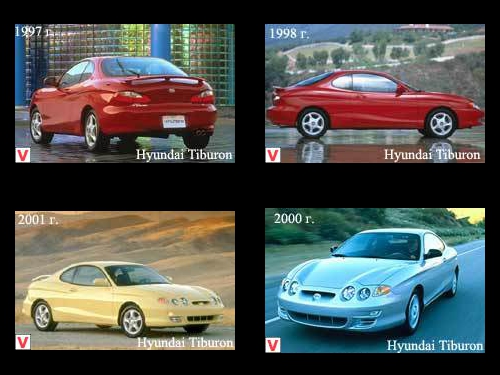 1997 г.
Hyundai Tiburon
V
1998 г.
Hyundai Tiburon
V
2001 г.
Hyundai Tiburon
V
2000 г.
Hyundai Tiburon
V